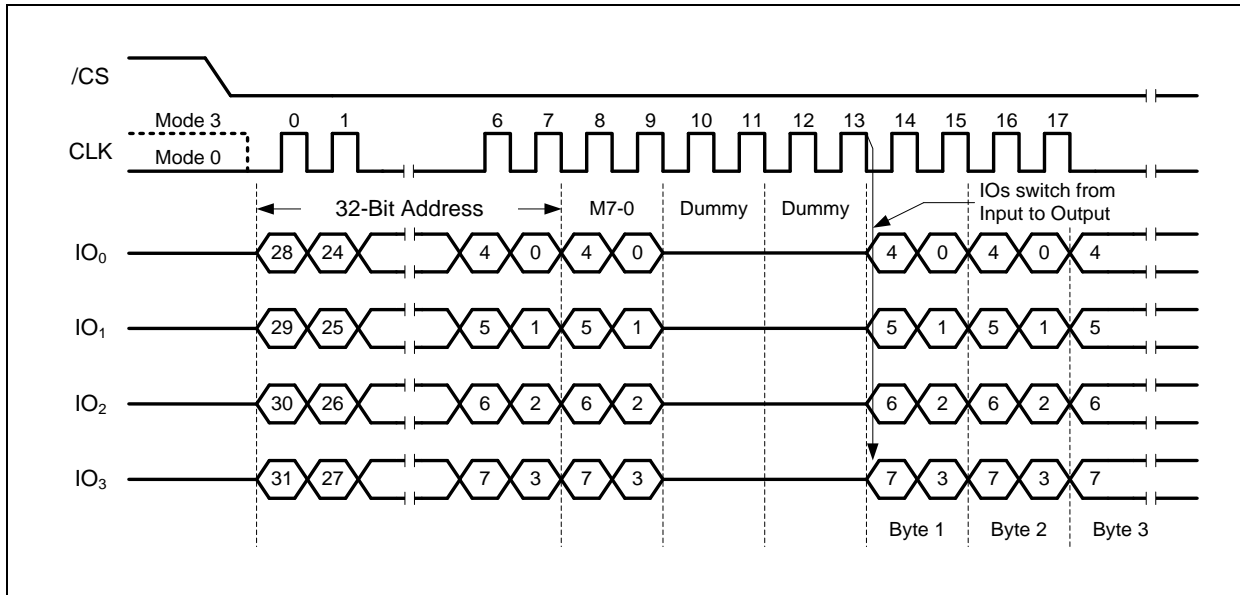 /CS
Mode 3
0 1 6 7 8 9 10 11 12 13 14 15 16 17
CLK
Mode 0
IOs switch from
Input to Output
32-Bit Address M7-0 Dummy Dummy
IO₀ 28 24 4 0 4 0 4 0 4 0 4
IO₁ 29 25 5 1 5 1 5 1 5 1 5
IO₂ 30 26 6 2 6 2 6 2 6 2 6
IO₃ 31 27 7 3 7 3 7 3 7 3 7
Byte 1 Byte 2 Byte 3